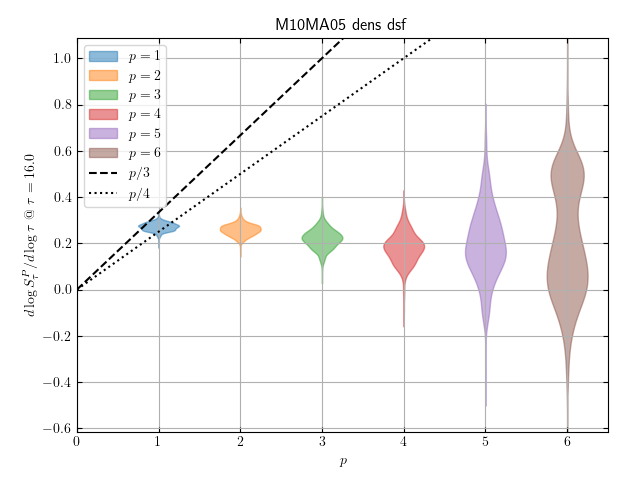 M10MA05 dens dsf
d log S_τ^P / d log τ @ τ = 16.0
1.0
0.8
0.6
0.4
0.2
0.0
−0.2
−0.4
−0.6
p = 1
p = 2
p = 3
p = 4
p = 5
p = 6
p/3
p/4
0 1 2 3 4 5 6
p